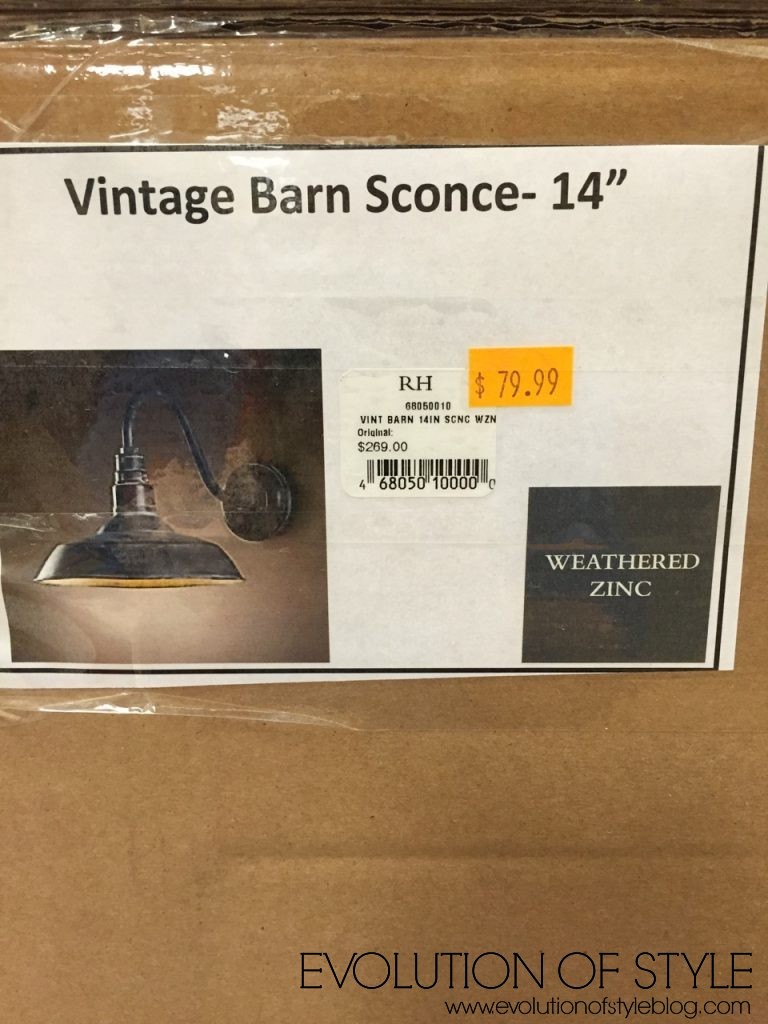 Vintage Barn Sconce- 14”
RH
68050010
VINT BARN 14IN SCNC WZN
Original:
$269.00
4 68050 10000 0
$ 79.99
WEATHERED
ZINC
EVOLUTION OF STYLE
www.evolutionofstyleblog.com